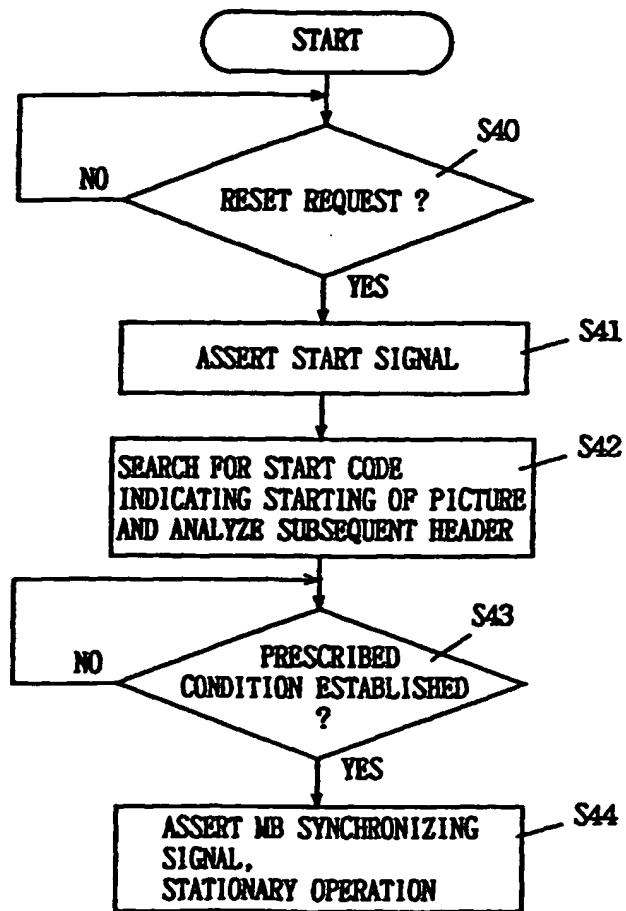 START
S40
NO
RESET REQUEST ?
YES
S41
ASSERT START SIGNAL
S42
SEARCH FOR START CODE
INDICATING STARTING OF PICTURE
AND ANALYZE SUBSEQUENT HEADER
S43
NO
PRESCRIBED
CONDITION ESTABLISHED
?
YES
S44
ASSERT MB SYNCHRONIZING
SIGNAL,
STATIONARY OPERATION